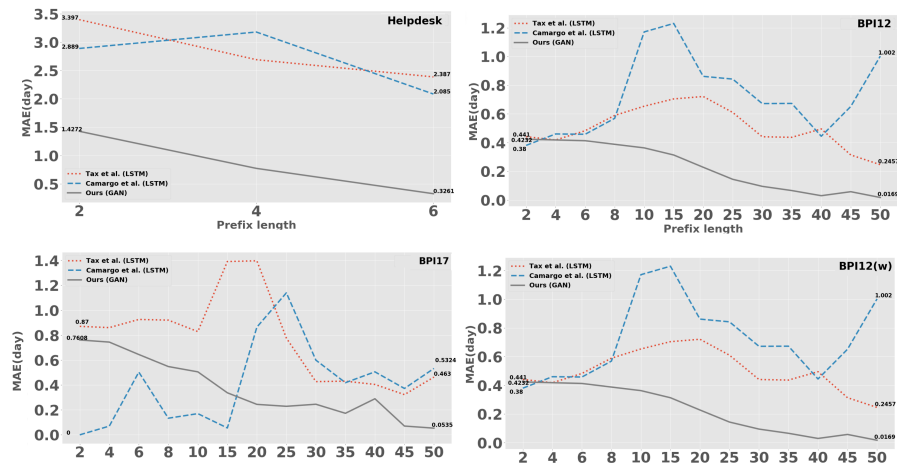 Helpdesk
3.397
2.889
1.4272
2.387
2.085
0.3261
3.5
3.0
2.5
2.0
1.5
1.0
0.5
MAE(day)
Tax et al. (LSTM)
Camargo et al. (LSTM)
Ours (GAN)
2 4 6
Prefix length
BPI12
Tax et al. (LSTM)
Camargo et al. (LSTM)
Ours (GAN)
1.2
1.0
0.8
0.6
0.4
0.2
0.0
MAE(day)
0.441
0.4232
0.38
1.002
0.2457
0.0169
2 4 6 8 10 15 20 25 30 35 40 45 50
Prefix length
BPI17
Tax et al. (LSTM)
Camargo et al. (LSTM)
Ours (GAN)
1.4
1.2
1.0
0.8
0.6
0.4
0.2
0.0
MAE(day)
0.87
0.7608
0
0.5324
0.463
0.0535
2 4 6 8 10 15 20 25 30 35 40 45 50
BPI12(w)
Tax et al. (LSTM)
Camargo et al. (LSTM)
Ours (GAN)
1.2
1.0
0.8
0.6
0.4
0.2
0.0
MAE(day)
0.441
0.4232
0.38
1.002
0.2457
0.0169
2 4 6 8 10 15 20 25 30 35 40 45 50